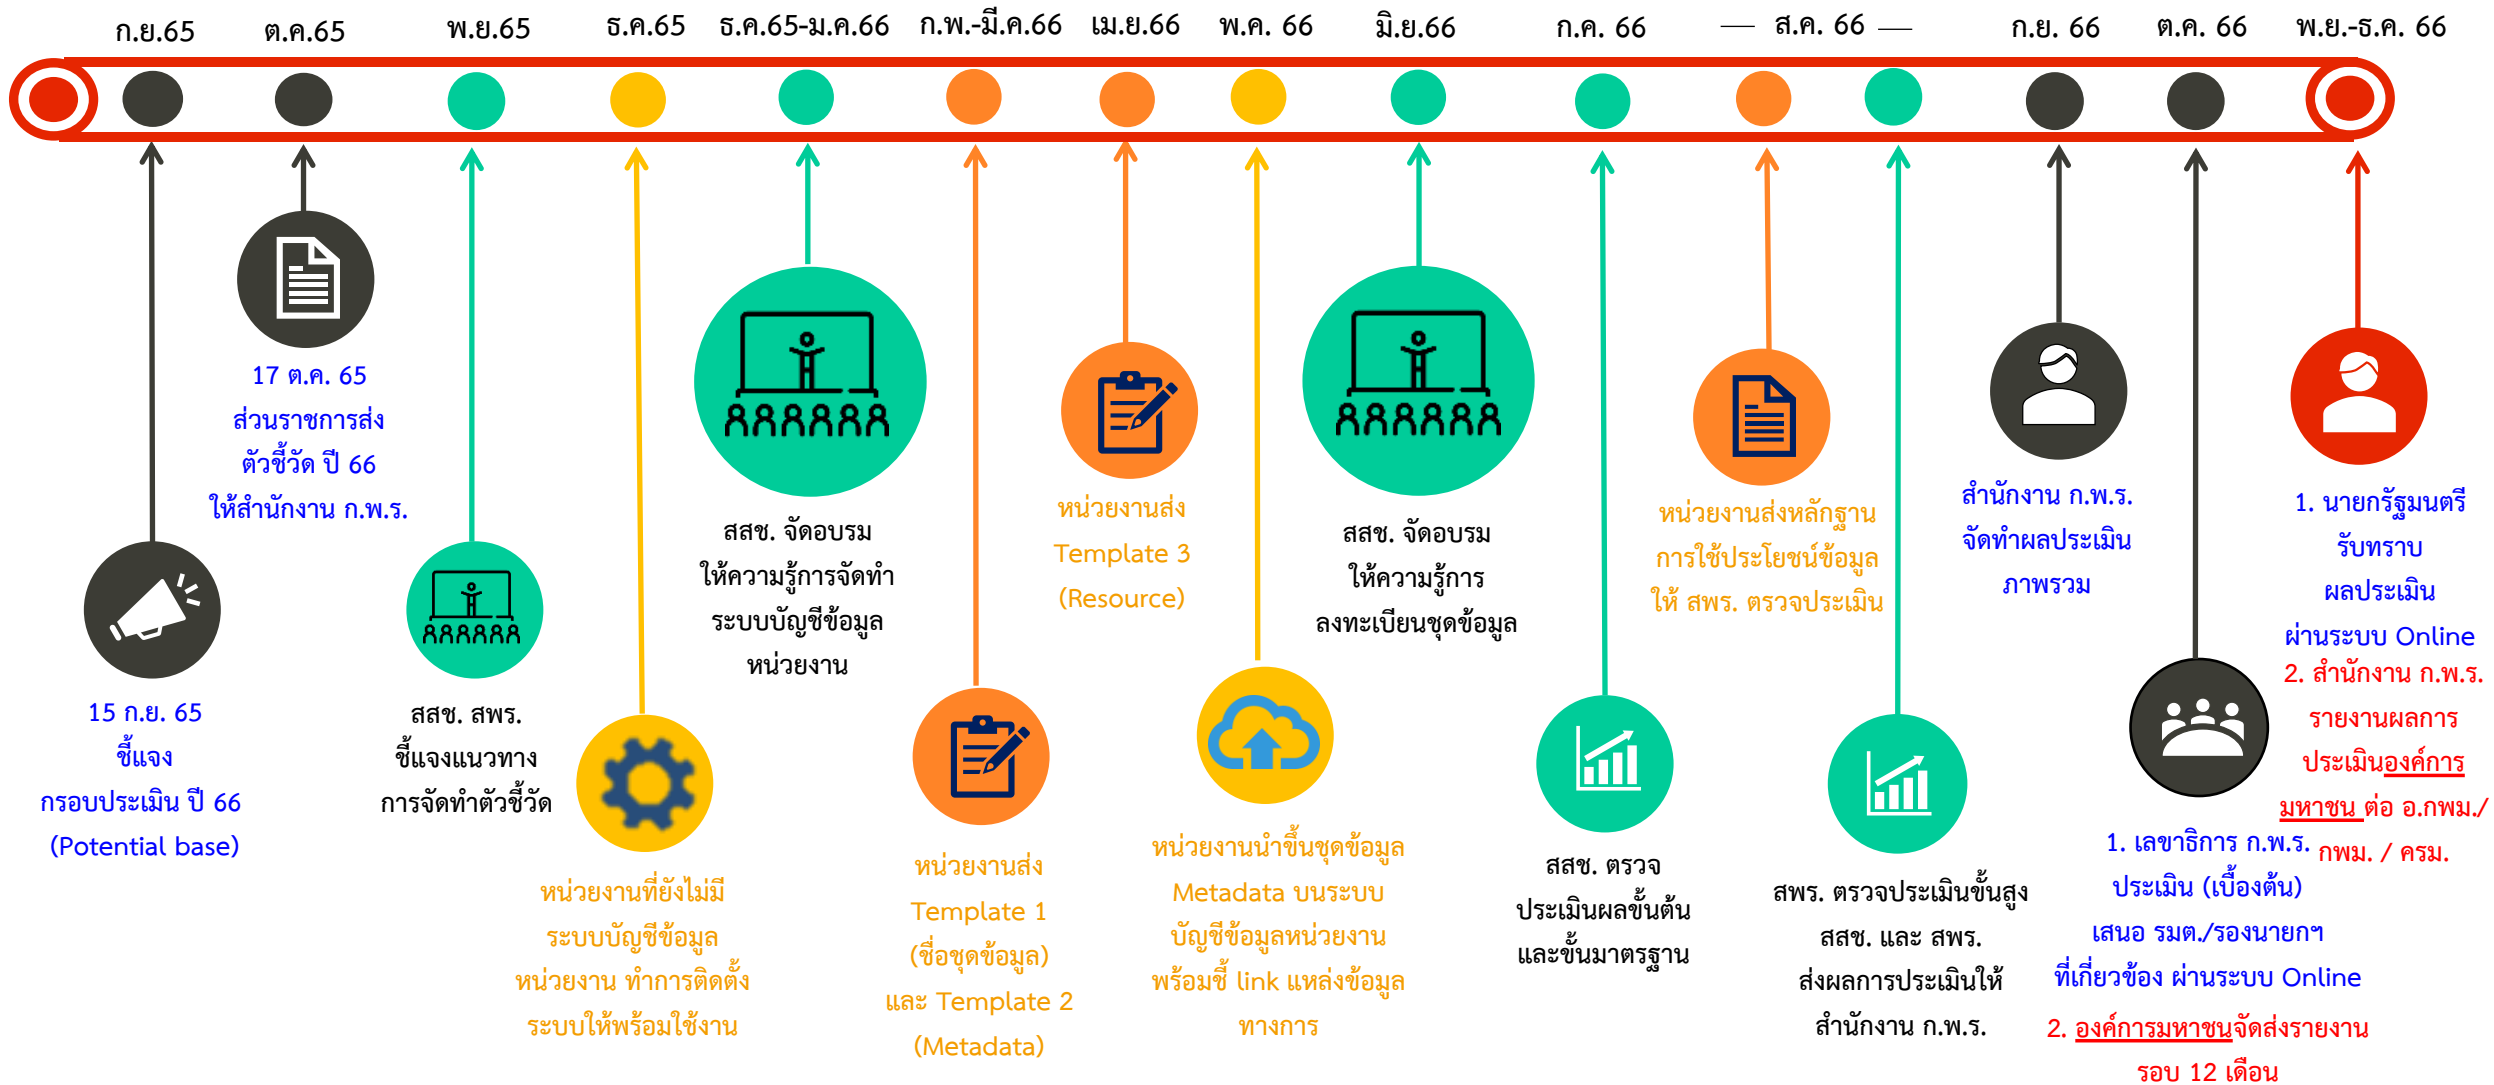 ก.ย.65
ต.ค.65
พ.ย.65
ธ.ค.65
ธ.ค.65-ม.ค.66
ก.พ.-มี.ค.66
เม.ย.66
พ.ค. 66
มิ.ย.66
ก.ค. 66
ส.ค. 66
ก.ย. 66
ต.ค. 66
พ.ย.-ธ.ค. 66
15 ก.ย. 65
ชี้แจง
กรอบประเมิน ปี 66
(Potential base)
17 ต.ค. 65
ส่วนราชการส่ง
ตัวชี้วัด ปี 66
ให้สำนักงาน ก.พ.ร.
สสช. สพร.
ชี้แจงแนวทาง
การจัดทำตัวชี้วัด
หน่วยงานที่ยังไม่มี
ระบบบัญชีข้อมูล
หน่วยงาน ทำการติดตั้ง
ระบบให้พร้อมใช้งาน
สสช. จัดอบรม
ให้ความรู้การจัดทำ
ระบบบัญชีข้อมูล
หน่วยงาน
หน่วยงานส่ง
Template 1
(ชื่อชุดข้อมูล)
และ Template 2
(Metadata)
หน่วยงานส่ง
Template 3
(Resource)
หน่วยงานนำขึ้นชุดข้อมูล
Metadata บนระบบ
บัญชีข้อมูลหน่วยงาน
พร้อมชี้ link แหล่งข้อมูล
ทางการ
สสช. จัดอบรม
ให้ความรู้การ
ลงทะเบียนชุดข้อมูล
สสช. ตรวจ
ประเมินผลขั้นต้น
และขั้นมาตรฐาน
หน่วยงานส่งหลักฐาน
การใช้ประโยชน์ข้อมูล
ให้ สพร. ตรวจประเมิน
สพร. ตรวจประเมินขั้นสูง
สสช. และ สพร.
ส่งผลการประเมินให้
สำนักงาน ก.พ.ร.
สำนักงาน ก.พ.ร.
จัดทำผลประเมิน
ภาพรวม
1. เลขาธิการ ก.พ.ร.
ประเมิน (เบื้องต้น)
เสนอ รมต./รองนายกฯ
ที่เกี่ยวข้อง ผ่านระบบ Online
2. องค์การมหาชนจัดส่งรายงาน
รอบ 12 เดือน
1. นายกรัฐมนตรี
รับทราบ
ผลประเมิน
ผ่านระบบ Online
2. สำนักงาน ก.พ.ร.
รายงานผลการ
ประเมินองค์การ
มหาชน ต่อ อ.กพม./
กพม. / ครม.